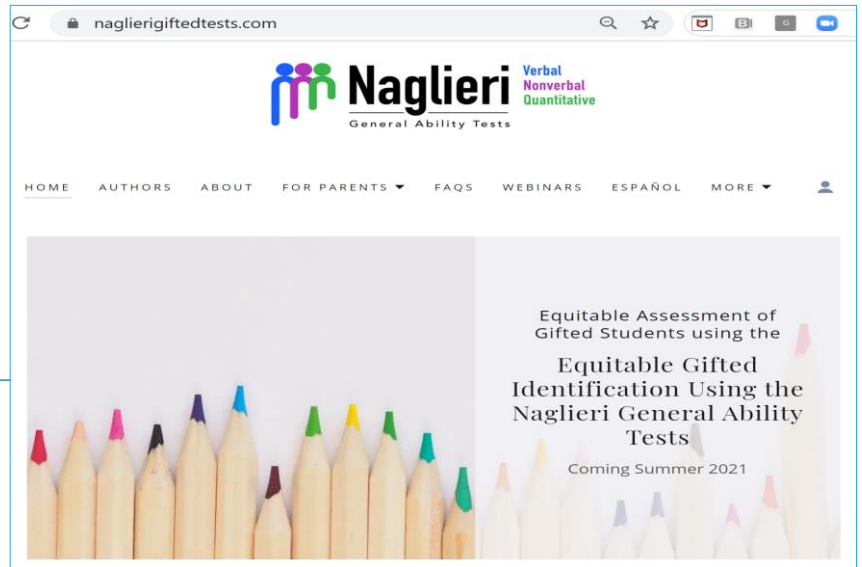 naglierigiftedtests.com
Naglieri
Verbal
Nonverbal
Quantitative
General Ability Tests
HOME AUTHORS ABOUT FOR PARENTS FAQS WEBINARS ESPAÑOL MORE
Equitable Assessment of
Gifted Students using the
Equitable Gifted
Identification Using the
Naglieri General Ability
Tests
Coming Summer 2021